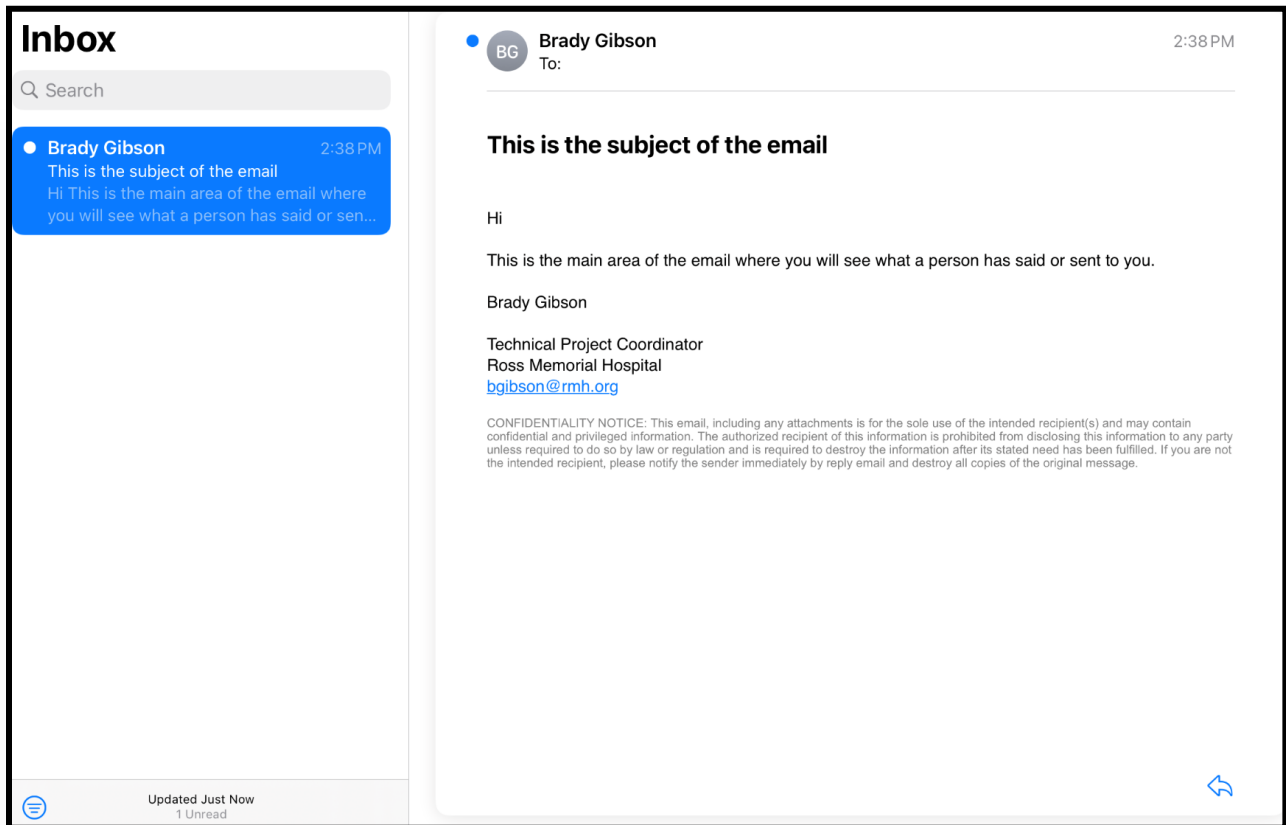 Inbox
Search
Brady Gibson 2:38 PM
This is the subject of the email
Hi This is the main area of the email where
you will see what a person has said or sen...
Updated Just Now
1 Unread
BG
Brady Gibson 2:38 PM
To:
This is the subject of the email
Hi
This is the main area of the email where you will see what a person has said or sent to you.
Brady Gibson
Technical Project Coordinator
Ross Memorial Hospital
bgibson@rmh.org
CONFIDENTIALITY NOTICE: This email, including any attachments is for the sole use of the intended recipient(s) and may contain
confidential and privileged information. The authorized recipient of this information is prohibited from disclosing this information to any party
unless required to do so by law or regulation and is required to destroy the information after its stated need has been fulfilled. If you are not
the intended recipient, please notify the sender immediately by reply email and destroy all copies of the original message.